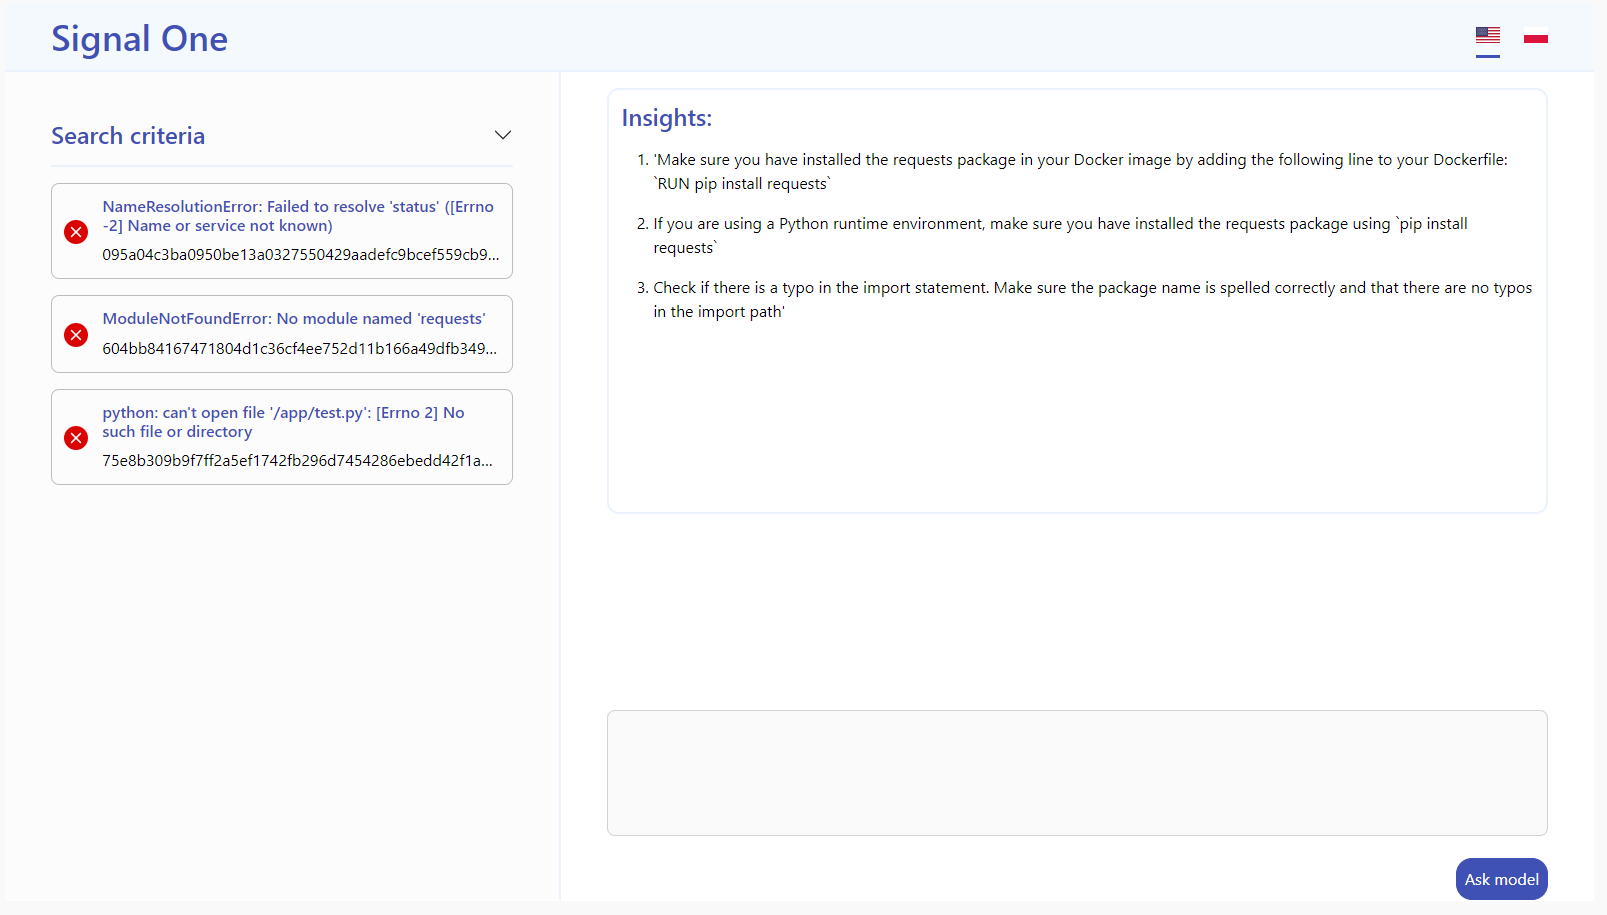 Signal One
Search criteria
NameResolutionError: Failed to resolve 'status' ([Errno
-2] Name or service not known)
095a04c3ba0950be13a0327550429aadefc9bcef559cb9...
ModuleNotFoundError: No module named 'requests'
604bb84167471804d1c36cf4ee752d11b166a49dfb349...
python: can't open file '/app/test.py': [Errno 2] No
such file or directory
75e8b309b9f7ff2a5ef1742fb296d7454286ebedd42f1a...
Insights:
1. 'Make sure you have installed the requests package in your Docker image by adding the following line to your Dockerfile:
`RUN pip install requests`
2. If you are using a Python runtime environment, make sure you have installed the requests package using `pip install
requests`
3. Check if there is a typo in the import statement. Make sure the package name is spelled correctly and that there are no typos
in the import path'
Ask model